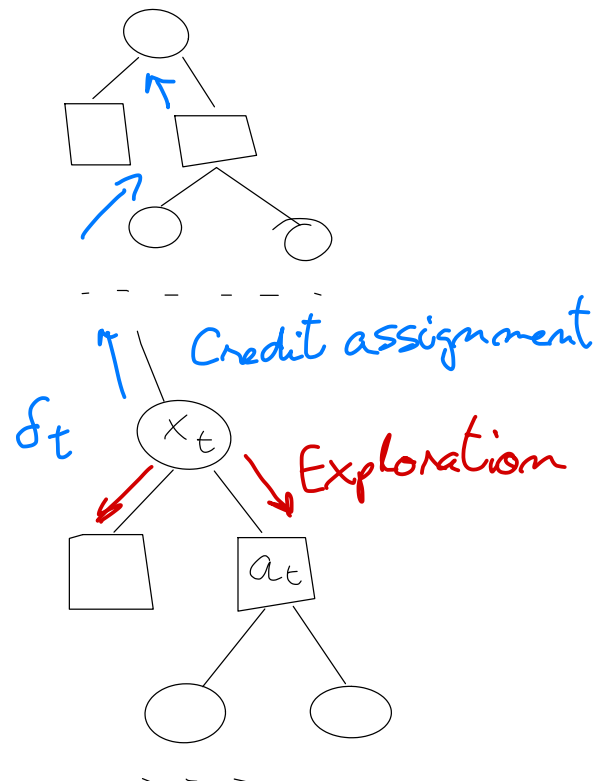 Credit assignment
δt
xt
Exploration
at